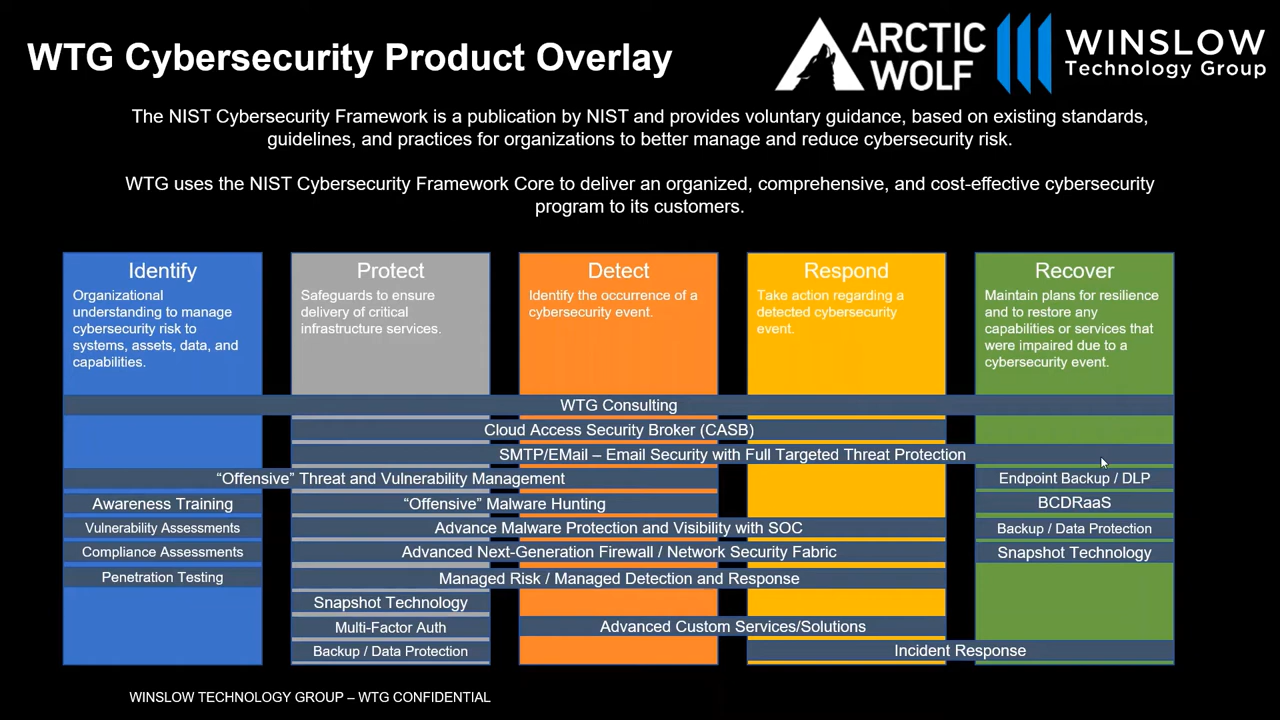 WTG Cybersecurity Product Overlay
ARCTIC
WOLF
WINSLOW
Technology Group
The NIST Cybersecurity Framework is a publication by NIST and provides voluntary guidance, based on existing standards,
guidelines, and practices for organizations to better manage and reduce cybersecurity risk.
WTG uses the NIST Cybersecurity Framework Core to deliver an organized, comprehensive, and cost-effective cybersecurity
program to its customers.
Identify
Organizational
understanding to manage
cybersecurity risk to
systems, assets, data, and
capabilities.
Protect
Safeguards to ensure
delivery of critical
infrastructure services.
Detect
Identify the occurrence of a
cybersecurity event.
Respond
Take action regarding a
detected cybersecurity
event.
Recover
Maintain plans for resilience
and to restore any
capabilities or services that
were impaired due to a
cybersecurity event.
WTG Consulting
Cloud Access Security Broker (CASB)
SMTP/EMail – Email Security with Full Targeted Threat Protection
“Offensive” Threat and Vulnerability Management
Endpoint Backup / DLP
Awareness Training
“Offensive” Malware Hunting
BCDRaaS
Vulnerability Assessments
Advance Malware Protection and Visibility with SOC
Backup / Data Protection
Compliance Assessments
Advanced Next-Generation Firewall / Network Security Fabric
Snapshot Technology
Penetration Testing
Managed Risk / Managed Detection and Response
Snapshot Technology
Multi-Factor Auth
Advanced Custom Services/Solutions
Backup / Data Protection
Incident Response
WINSLOW TECHNOLOGY GROUP – WTG CONFIDENTIAL